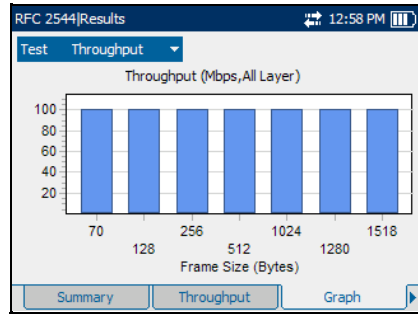 RFC 2544|Results 12:58 PM
Test Throughput
Throughput (Mbps,All Layer)
100
80
60
40
20
70 256 1024 1518
128 512 1280
Frame Size (Bytes)
Summary Throughput Graph